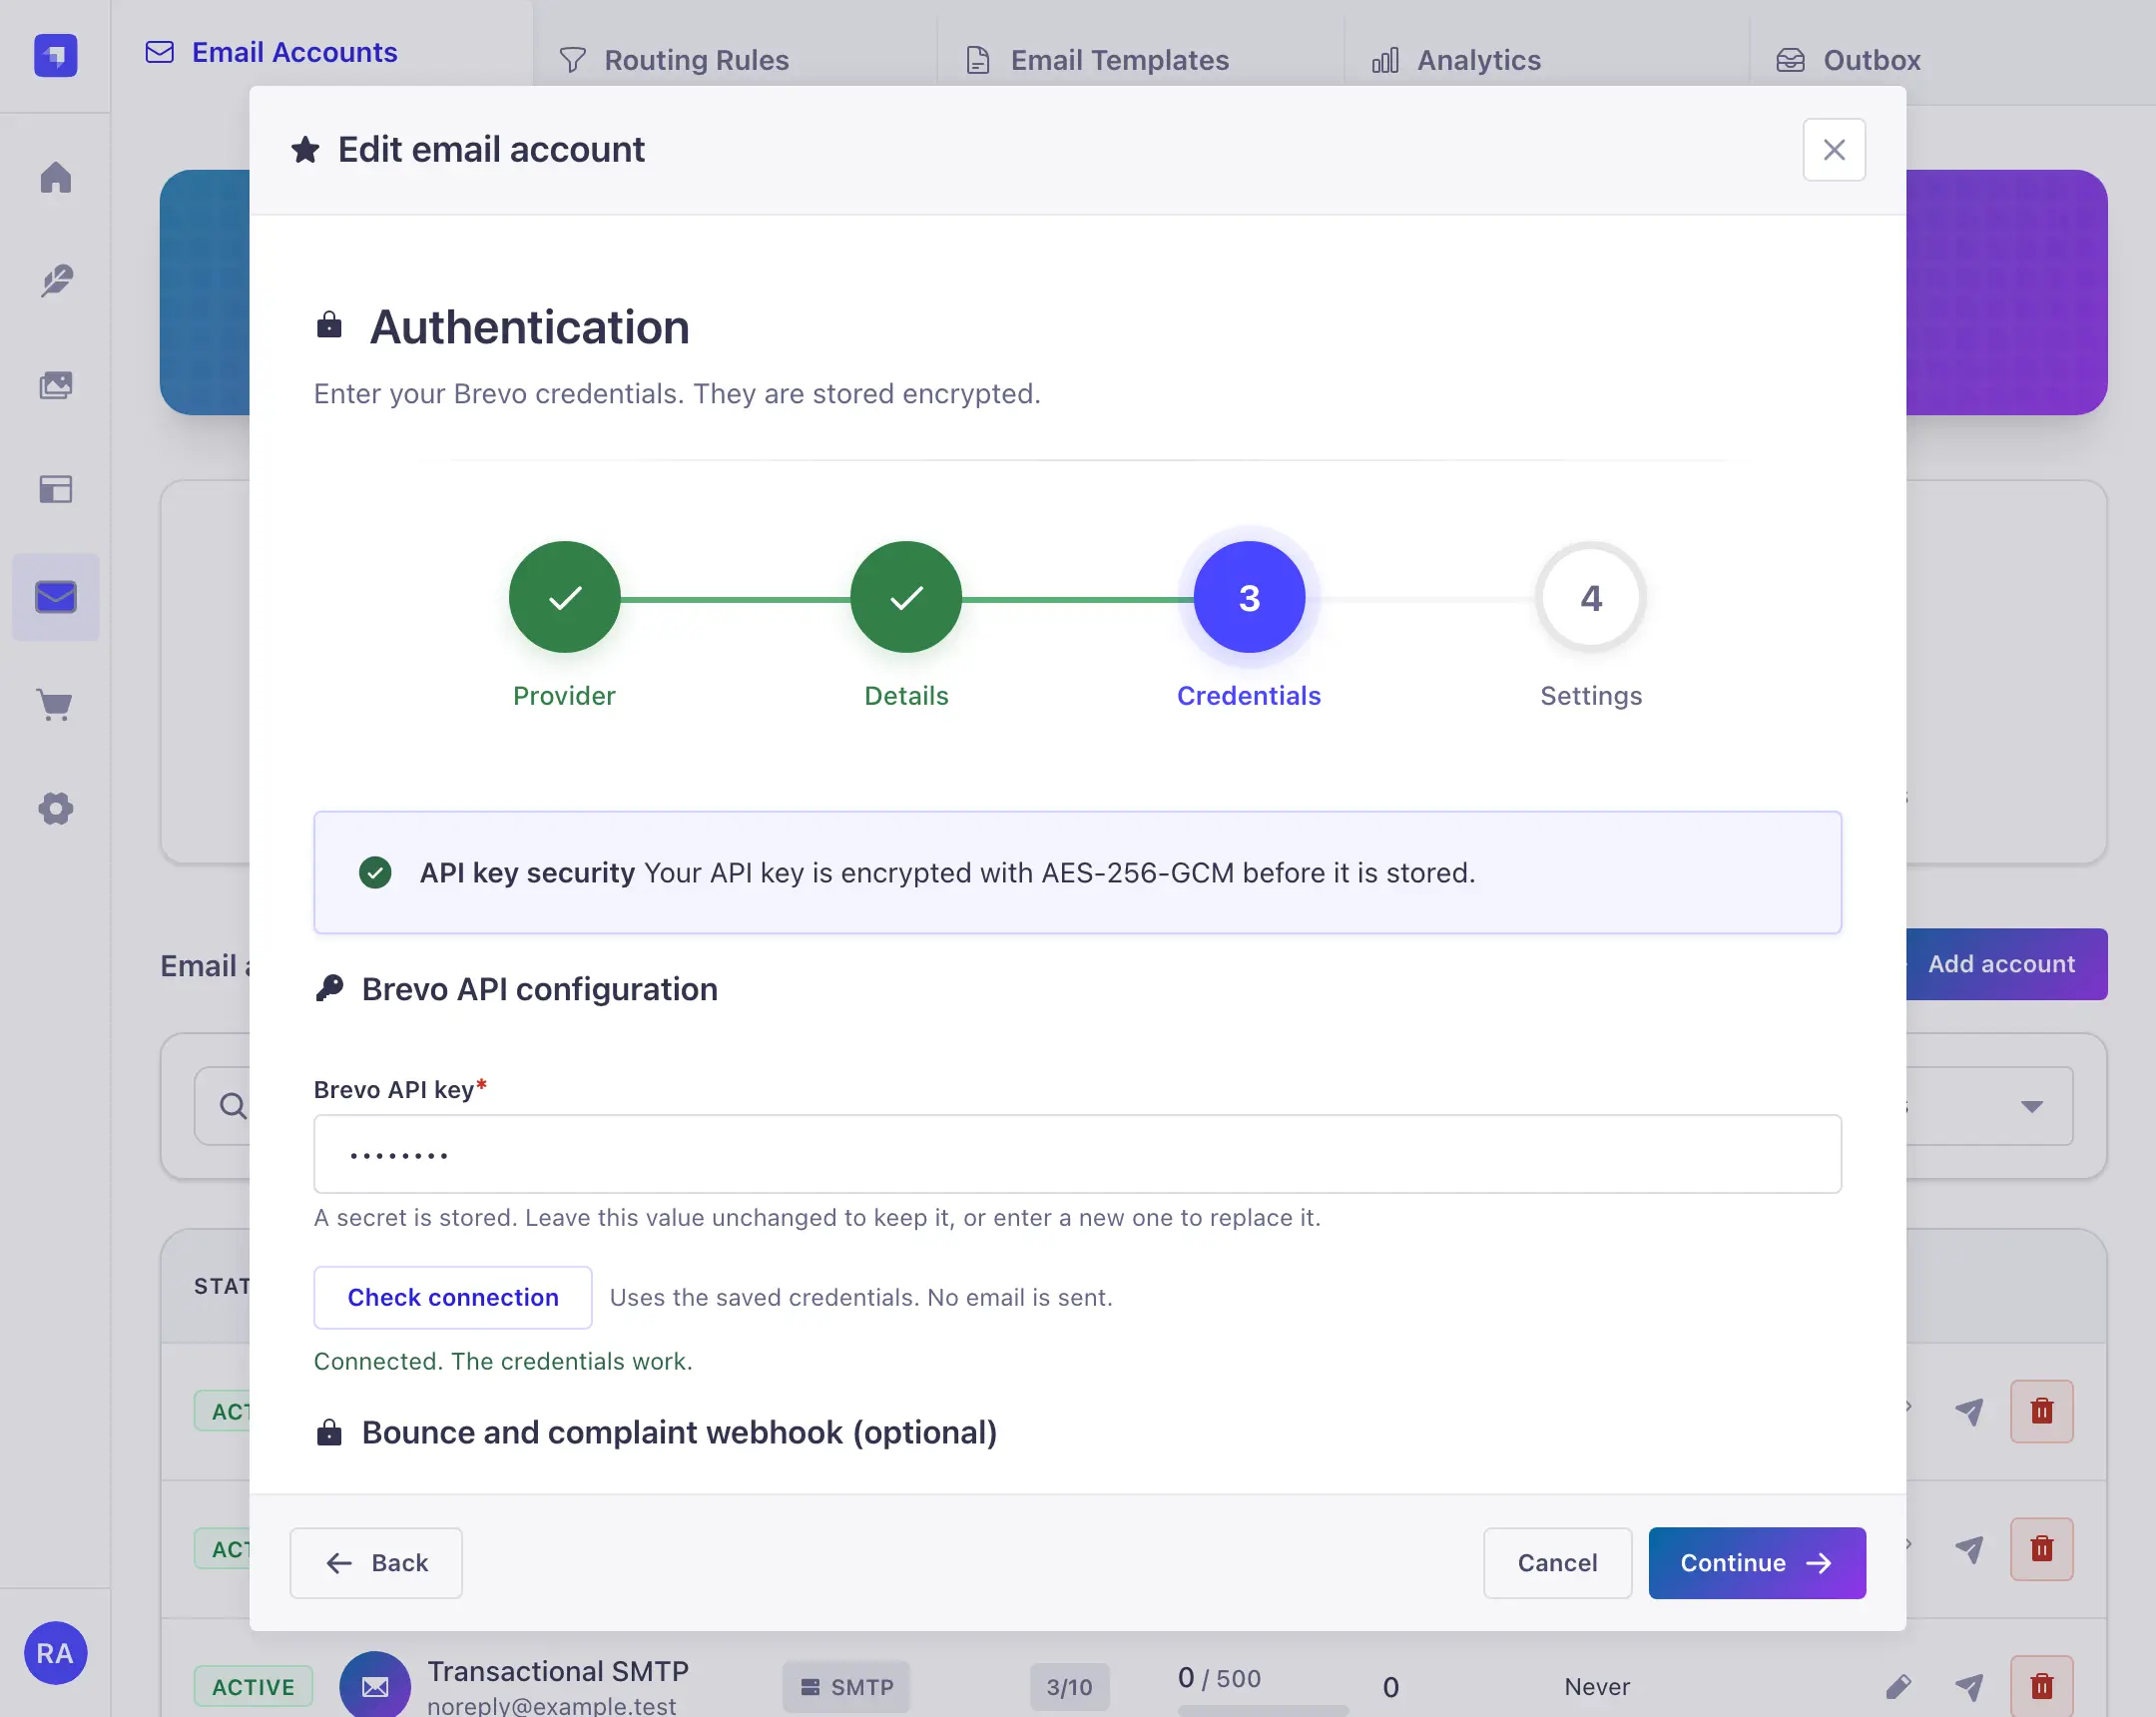 Email Accounts
Routing Rules
Email Templates
Analytics
Outbox
Edit email account
Authentication
Enter your Brevo credentials. They are stored encrypted.
3
4
Provider
Details
Credentials
Settings
API key security Your API key is encrypted with AES-256-GCM before it is stored.
Email
Add account
Brevo API configuration
Brevo API key*
••••••••
A secret is stored. Leave this value unchanged to keep it, or enter a new one to replace it.
Check connection
Uses the saved credentials. No email is sent.
Connected. The credentials work.
Bounce and complaint webhook (optional)
Back
Cancel
Continue
RA
ACTIVE
Transactional SMTP
noreply@example.test
SMTP
3/10
0 / 500
0
Never